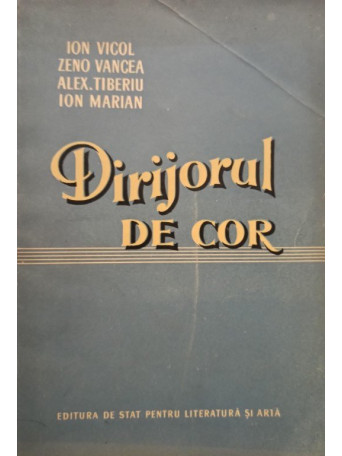 ION VICOL
ZENO VANCEA
ALEX.TIBERIU
ION MARIAN
Dirijorul
DE COR
EDITURA DE STAT PENTRU LITERATURĂ ȘI ARTĂ